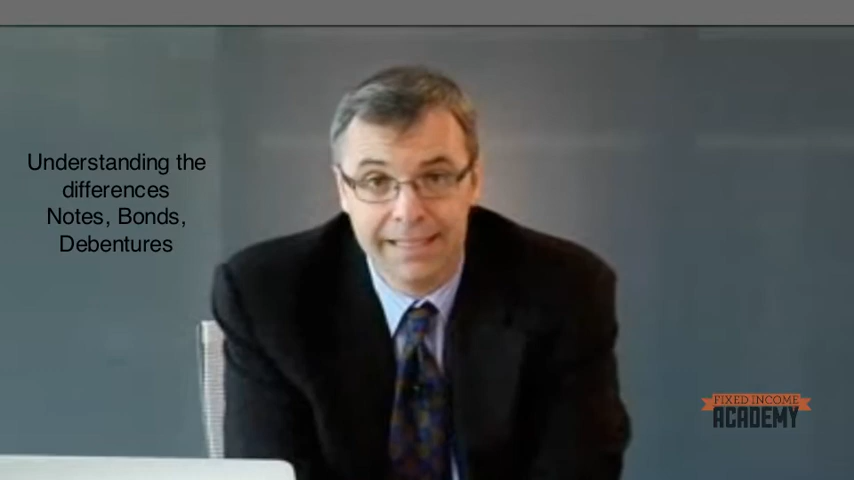 Understanding the
differences
Notes, Bonds,
Debentures
FIXED INCOME
ACADEMY